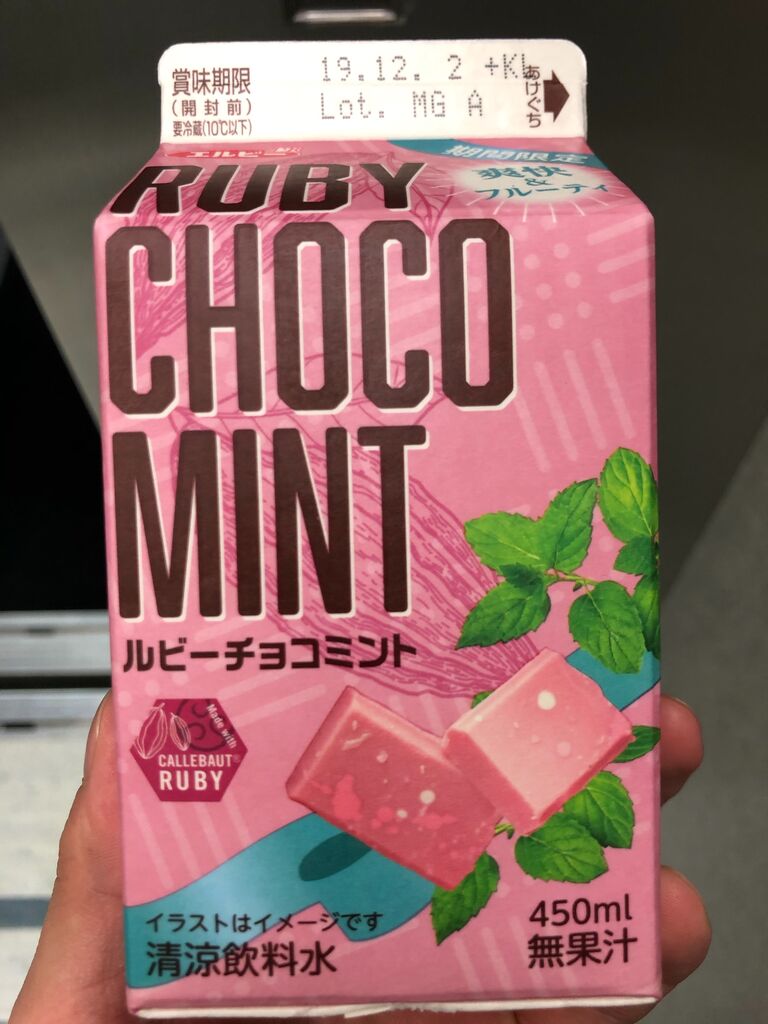 賞味期限
(開封前)
要冷蔵(10℃以下)
19.12. 2 +KL
Lot. MG A
あけぐち
エルビー
期間限定
爽快
&
フルーティ
RUBY
CHOCO
MINT
ルビーチョコミント
Made with
CALLEBAUT®
RUBY
イラストはイメージです
清涼飲料水
450ml
無果汁